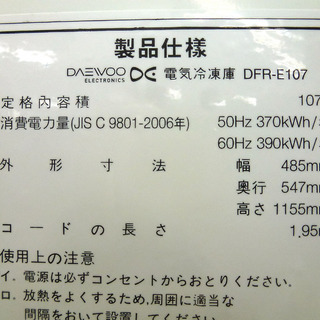 製品仕様
DAEWOO ELECTRONICS 電気冷凍庫 DFR-E107
定格内容積 107
消費電力量(JIS C 9801-2006年) 50Hz 370kWh/
60Hz 390kWh/
外形寸法 幅 485mm
奥行 547mm
高さ 1155mm
コードの長さ 1.95m
使用上の注意
イ. 電源は必ずコンセントからおとりください.
ロ. 放熱をよくするため,周囲に適当な
間隔をおいて設置してください.